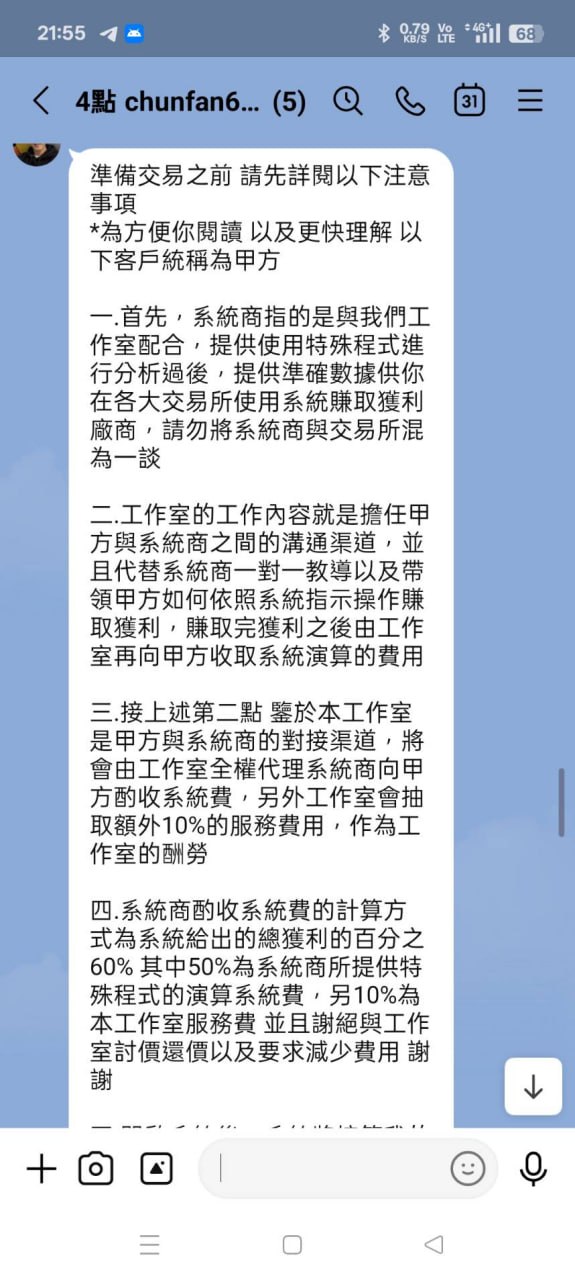 21:55
0.79 KB/S
Vo LTE
4G+
68
4點 chunfan6... (5)
31
準備交易之前 請先詳閱以下注意
事項
*為方便你閱讀 以及更快理解 以
下客戶統稱為甲方
一.首先，系統商指的是與我們工
作室配合，提供使用特殊程式進
行分析過後，提供準確數據供你
在各大交易所使用系統賺取獲利
廠商，請勿將系統商與交易所混
為一談
二.工作室的工作內容就是擔任甲
方與系統商之間的溝通渠道，並
且代替系統商一對一教導以及帶
領甲方如何依照系統指示操作賺
取獲利，賺取完獲利之後由工作
室再向甲方收取系統演算的費用
三.接上述第二點 鑒於本工作室
是甲方與系統商的對接渠道，將
會由工作室全權代理系統商向甲
方酌收系統費，另外工作室會抽
取額外10%的服務費用，作為工
作室的酬勞
四.系統商酌收系統費的計算方
式為系統給出的總獲利的百分之
60% 其中50%為系統商所提供特
殊程式的演算系統費，另10%為
本工作室服務費 並且謝絕與工作
室討價還價以及要求減少費用 謝
謝